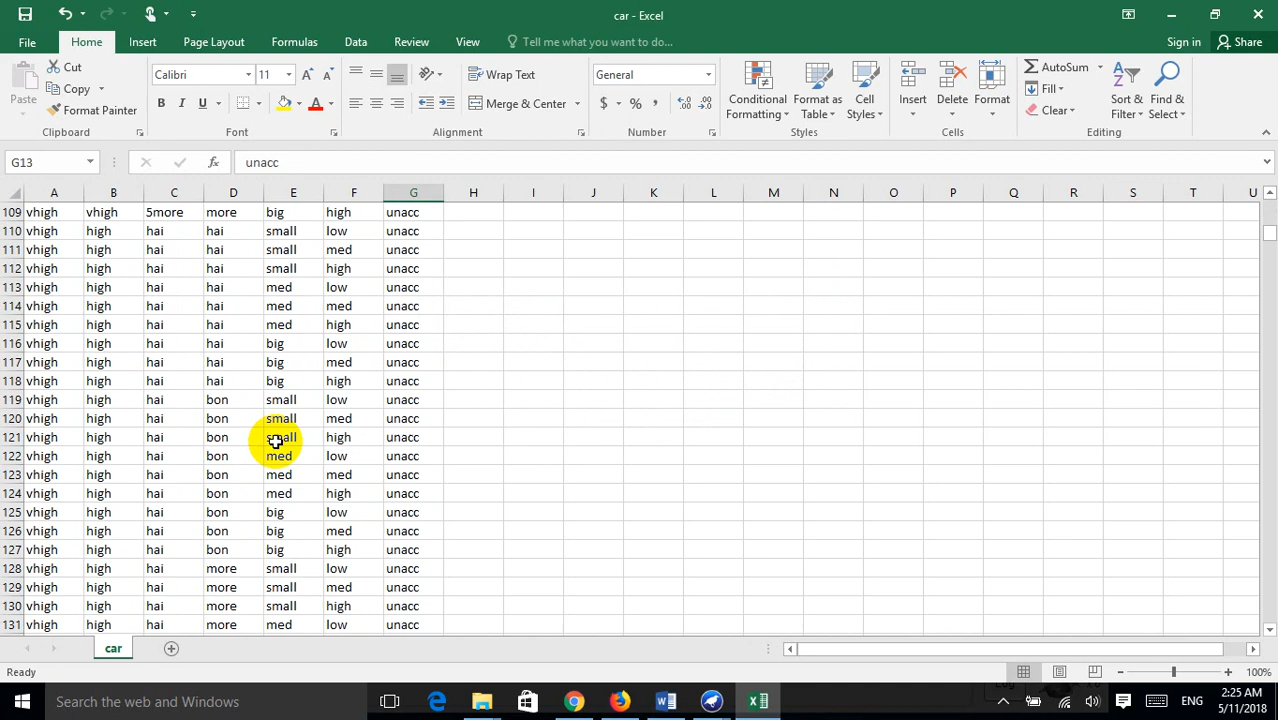 car - Excel
File Home Insert Page Layout Formulas Data Review View Tell me what you want to do... Sign in Share
Cut
Copy
Format Painter
Paste
Clipboard
Calibri 11
B I U
Font
Wrap Text
Merge & Center
Alignment
General
$ % ,
Number
Conditional Formatting
Format as Table
Cell Styles
Styles
Insert
Delete
Format
Cells
AutoSum
Fill
Clear
Sort & Filter
Find & Select
Editing
G13 fx unacc
A B C D E F G H I J K L M N O P Q R S T U
109 vhigh vhigh 5more more big high unacc
110 vhigh high hai hai small low unacc
111 vhigh high hai hai small med unacc
112 vhigh high hai hai small high unacc
113 vhigh high hai hai med low unacc
114 vhigh high hai hai med med unacc
115 vhigh high hai hai med high unacc
116 vhigh high hai hai big low unacc
117 vhigh high hai hai big med unacc
118 vhigh high hai hai big high unacc
119 vhigh high hai bon small low unacc
120 vhigh high hai bon small med unacc
121 vhigh high hai bon small high unacc
122 vhigh high hai bon med low unacc
123 vhigh high hai bon med med unacc
124 vhigh high hai bon med high unacc
125 vhigh high hai bon big low unacc
126 vhigh high hai bon big med unacc
127 vhigh high hai bon big high unacc
128 vhigh high hai more small low unacc
129 vhigh high hai more small med unacc
130 vhigh high hai more small high unacc
131 vhigh high hai more med low unacc
car
Ready 100%
Search the web and Windows
ENG
2:25 AM
5/11/2018